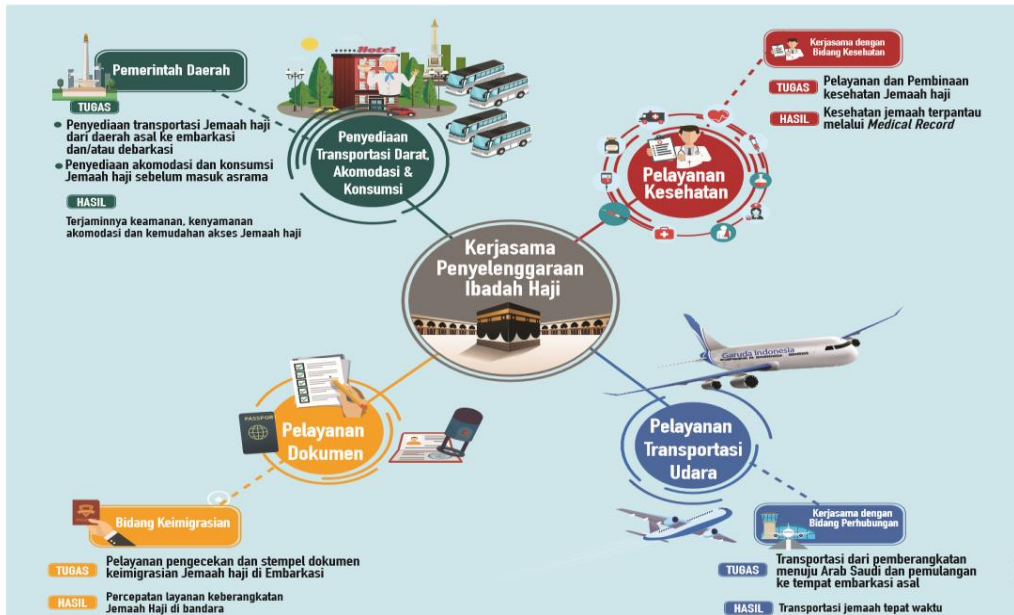 Pemerintah Daerah
TUGAS
Penyediaan transportasi Jemaah haji
dari daerah asal ke embarkasi
dan/atau debarkasi
Penyediaan akomodasi dan konsumsi
Jemaah haji sebelum masuk asrama
HASIL
Terjaminnya keamanan, kenyamanan
akomodasi dan kemudahan akses Jemaah haji
Hotel
Penyediaan
Transportasi Darat,
Akomodasi &
Konsumsi
Kerjasama dengan
Bidang Kesehatan
TUGAS
Pelayanan dan Pembinaan
kesehatan Jemaah haji
HASIL
Kesehatan jemaah terpantau
melalui Medical Record
Pelayanan
Kesehatan
Kerjasama
Penyelenggaraan
Ibadah Haji
PASSPOR
Pelayanan
Dokumen
Bidang Keimigrasian
TUGAS
Pelayanan pengecekan dan stempel dokumen
keimigrasian Jemaah haji di Embarkasi
HASIL
Percepatan layanan keberangkatan
Jemaah Haji di bandara
Garuda Indonesia
Pelayanan
Transportasi
Udara
Kerjasama dengan
Bidang Perhubungan
TUGAS
Transportasi dari pemberangkatan
menuju Arab Saudi dan pemulangan
ke tempat embarkasi asal
HASIL
Transportasi jemaah tepat waktu